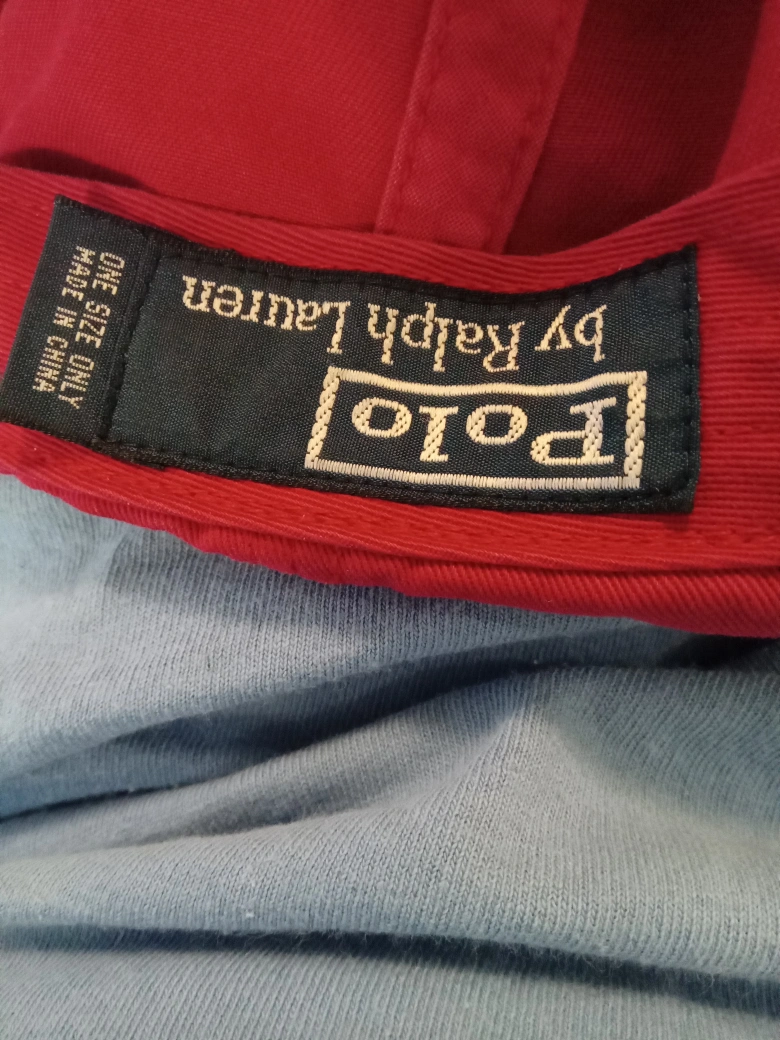 Polo
by Ralph Lauren
ONE SIZE ONLY
MADE IN CHINA